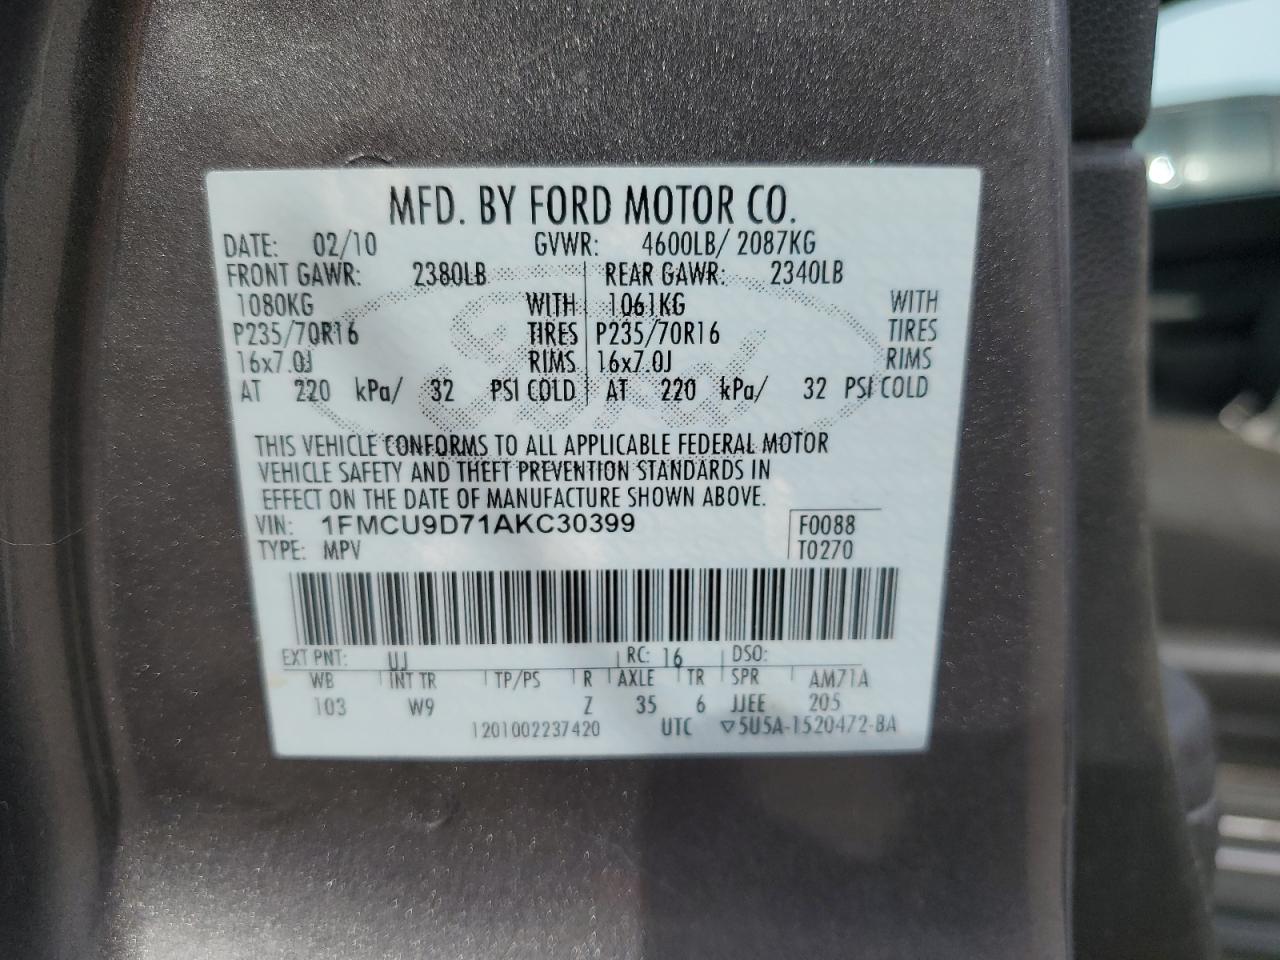 MFD. BY FORD MOTOR CO.
DATE: 02/10 GVWR: 4600LB/ 2087KG
FRONT GAWR: 2380LB REAR GAWR: 2340LB
1080KG WITH 1061KG WITH
P235/70R16 TIRES P235/70R16 TIRES
16x7.0J RIMS 16x7.0J RIMS
AT 220 kPa/ 32 PSI COLD AT 220 kPa/ 32 PSI COLD
THIS VEHICLE CONFORMS TO ALL APPLICABLE FEDERAL MOTOR
VEHICLE SAFETY AND THEFT PREVENTION STANDARDS IN
EFFECT ON THE DATE OF MANUFACTURE SHOWN ABOVE.
VIN: 1FMCU9D71AKC30399 F0088
TYPE: MPV T0270
EXT PNT: UJ RC: 16 DSO:
WB INT TR TP/PS R AXLE TR SPR AM71A
103 W9 Z 35 6 JJEE 205
1201002237420 UTC ▽5U5A-1520472-BA